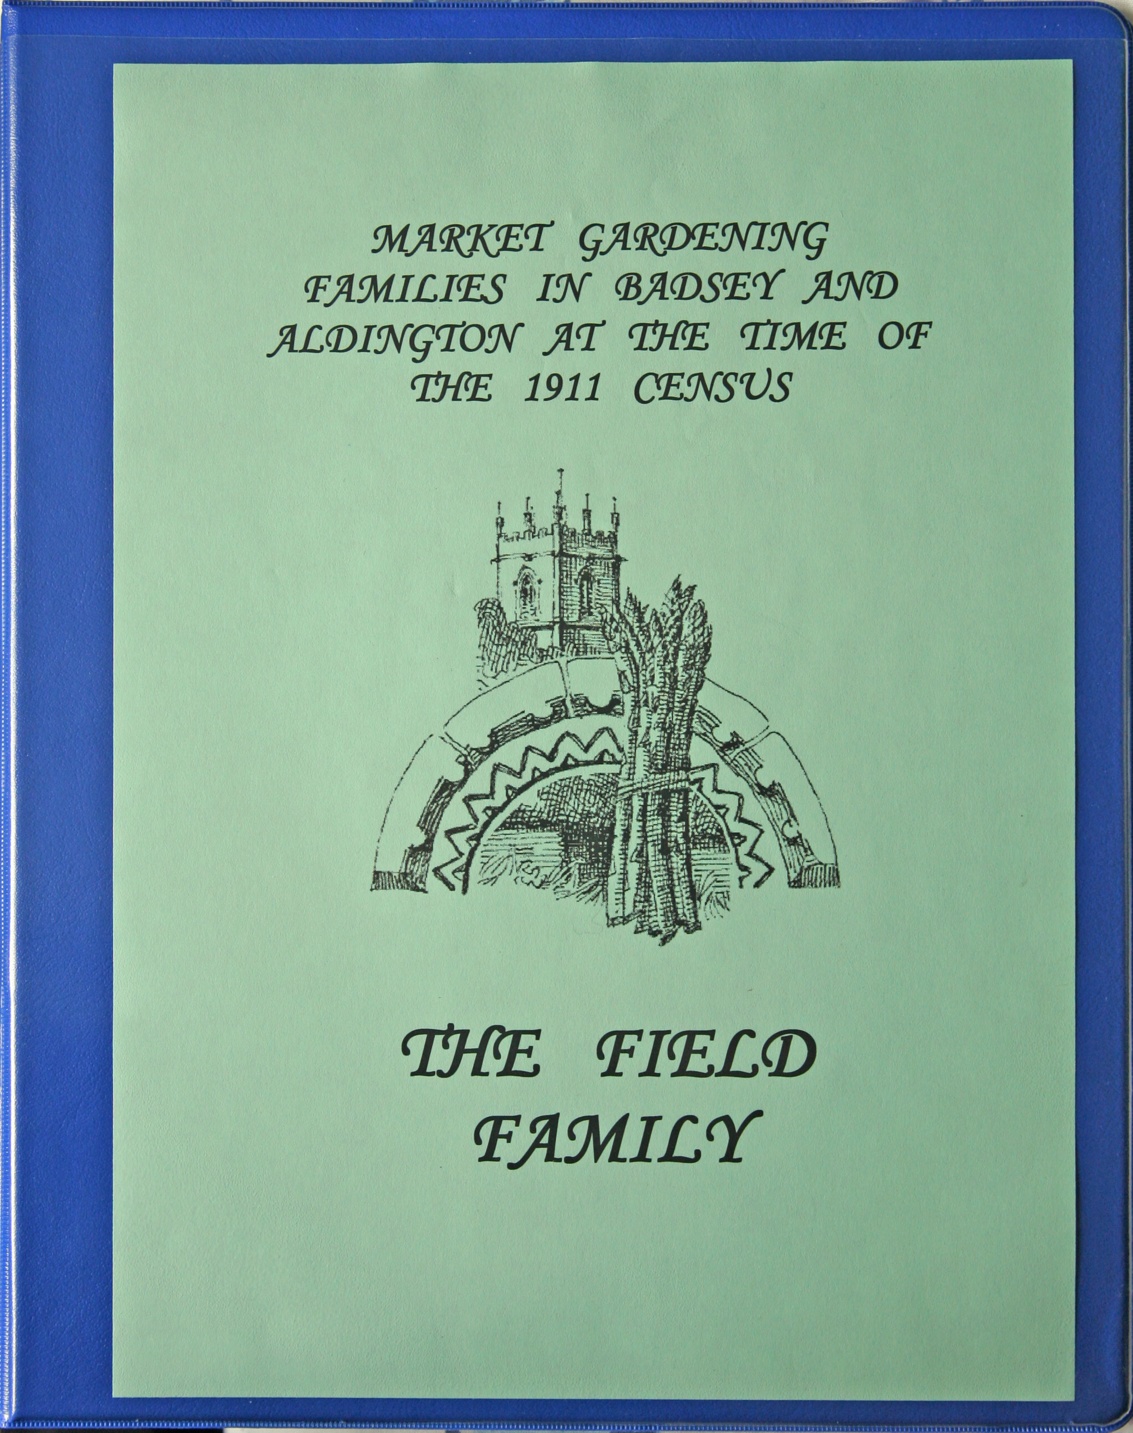 MARKET GARDENING
FAMILIES IN BADSEY AND
ALDINGTON AT THE TIME OF
THE 1911 CENSUS
THE FIELD
FAMILY